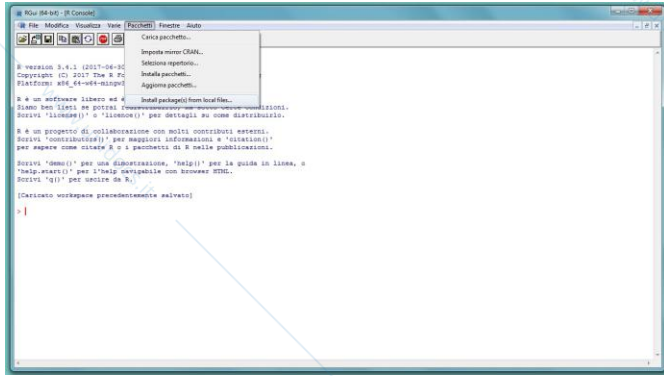 RGui (64-bit) - [R Console]
File Modifica Visualizza Varie Pacchetti Finestre Aiuto
Carica pacchetto...
Imposta mirror CRAN...
Seleziona repertorio...
Installa pacchetti...
Aggiorna pacchetti...
Install package(s) from local files...
R version 3.4.1 (2017-06-30
Copyright (C) 2017 The R Fo
Platform: x86_64-w64-mingw3
R è un software libero ed è
Siamo ben lieti se potrai condizioni.
Scrivi 'license()' o 'licence()' per dettagli su come distribuirlo.
R è un progetto di collaborazione con molti contributi esterni.
Scrivi 'contributors()' per maggiori informazioni e 'citation()'
per sapere come citare R o i pacchetti di R nelle pubblicazioni.
Scrivi 'demo()' per una dimostrazione, 'help()' per la guida in linea, o
'help.start()' per l'help navigabile con browser HTML.
Scrivi 'q()' per uscire da R.
[Caricato workspace precedentemente salvato]
>